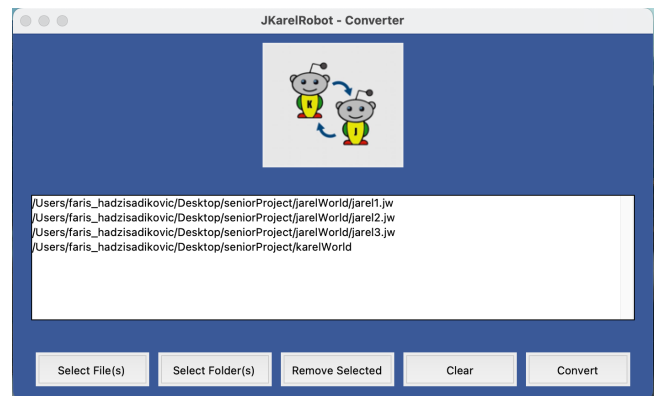 JKarelRobot - Converter
K
J
/Users/faris_hadzisadikovic/Desktop/seniorProject/jarelWorld/jarel1.jw
/Users/faris_hadzisadikovic/Desktop/seniorProject/jarelWorld/jarel2.jw
/Users/faris_hadzisadikovic/Desktop/seniorProject/jarelWorld/jarel3.jw
/Users/faris_hadzisadikovic/Desktop/seniorProject/karelWorld
Select File(s) Select Folder(s) Remove Selected Clear Convert